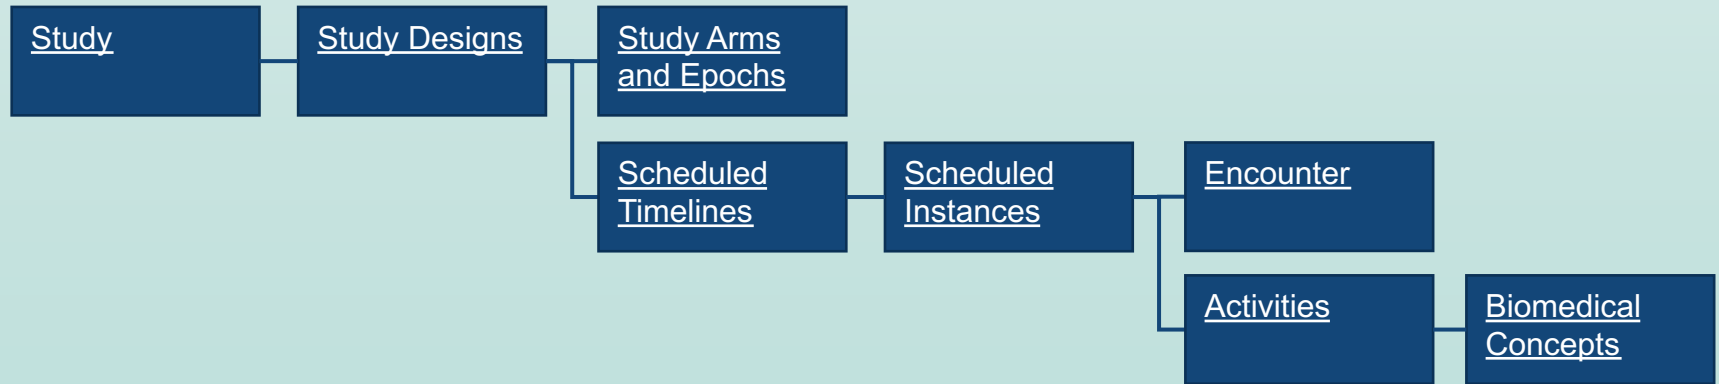 Study
Study Designs
Study Arms
and Epochs
Scheduled
Timelines
Scheduled
Instances
Encounter
Activities
Biomedical
Concepts